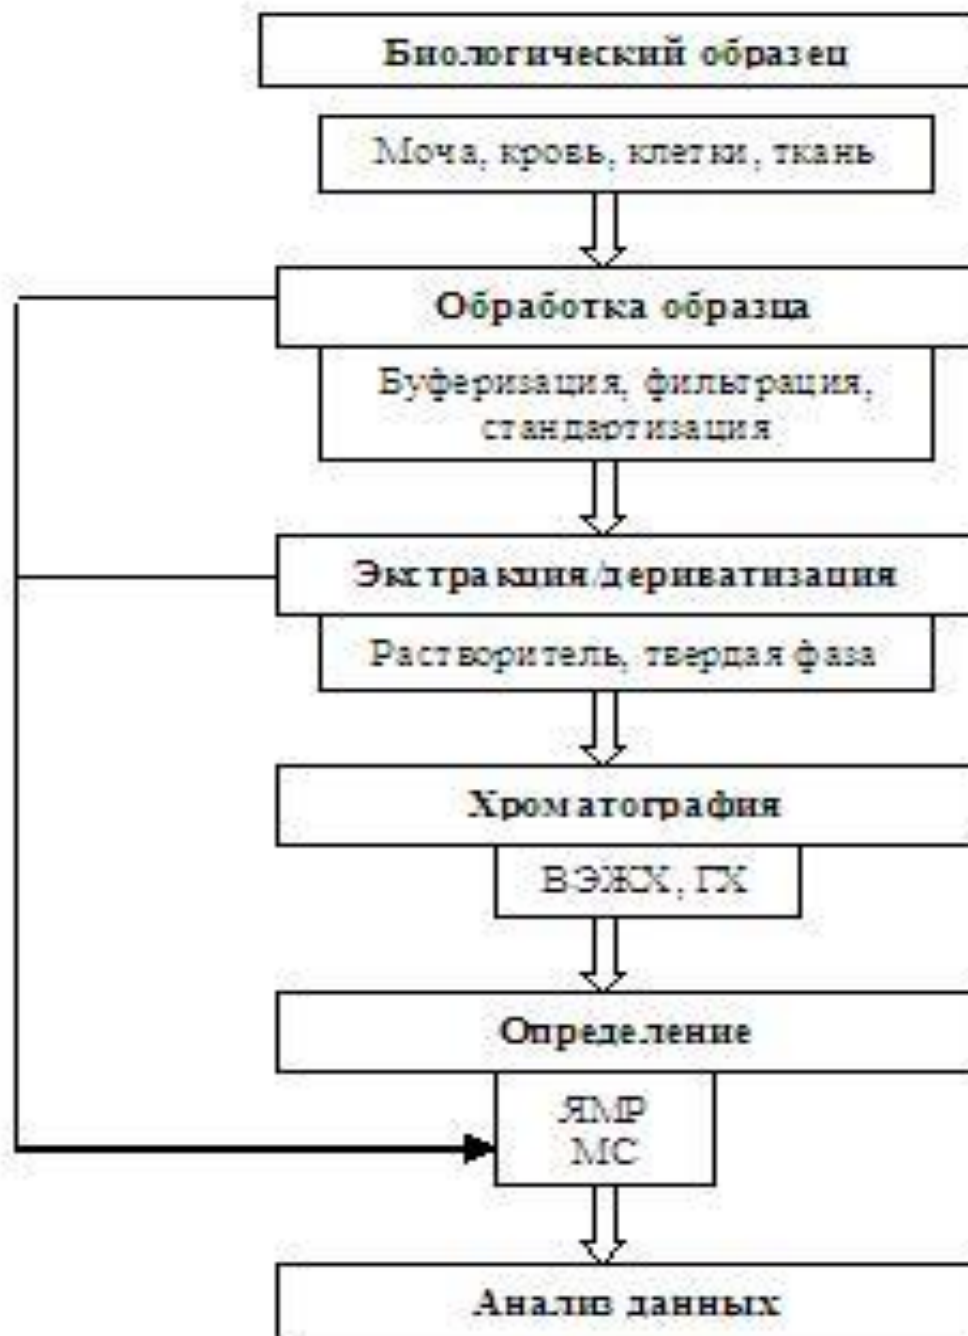 Биологический образец
Моча, кровь, клетки, ткань
Обработка образца
Буферизация, фильтрация,
стандартизация
Экстракция/дериватизация
Растворитель, твердая фаза
Хроматография
ВЭЖХ, ГХ
Определение
ЯМР
МС
Анализ данных